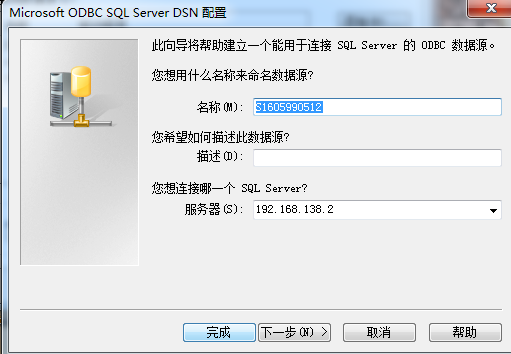 Microsoft ODBC SQL Server DSN 配置
此向导将帮助建立一个能用于连接 SQL Server 的 ODBC 数据源。
您想用什么名称来命名数据源?
名称(M): S1605990512
您希望如何描述此数据源?
描述(D):
您想连接哪一个 SQL Server?
服务器(S): 192.168.138.2
完成 下一步(N) > 取消 帮助